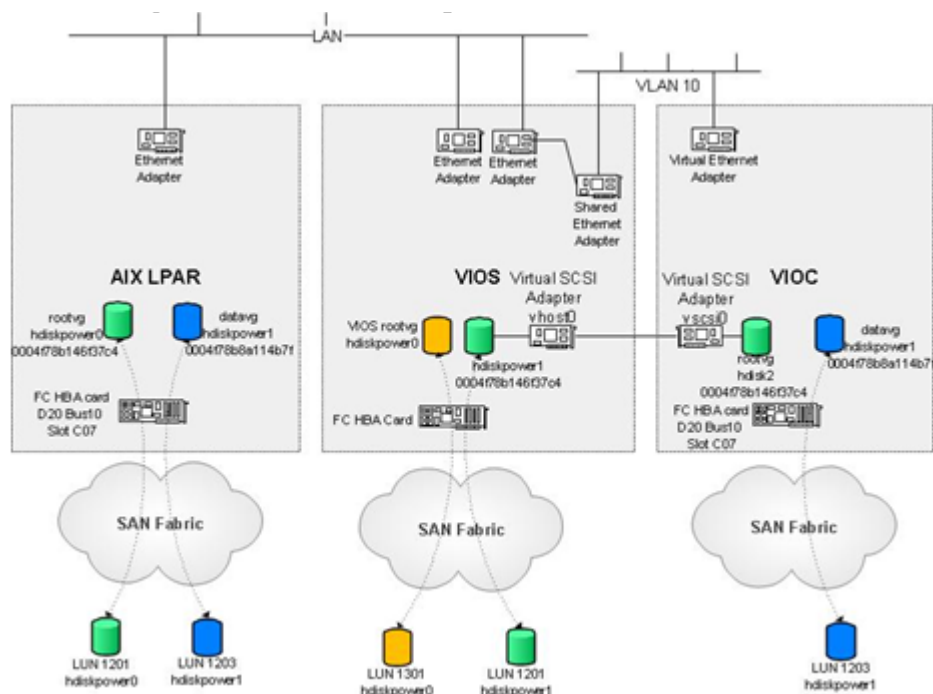 LAN
VLAN 10
Ethernet
Adapter
Ethernet
Adapter
Ethernet
Adapter
Shared
Ethernet
Adapter
Virtual Ethernet
Adapter
AIX LPAR
rootvg
hdiskpower0
0004f78b146f37c4
datavg
hdiskpower1
0004f78b8a114b7f
FC HBA card
D20 Bus10
Slot C07
VIOS
VIOS rootvg
hdiskpower0
hdiskpower1
0004f78b146f37c4
Virtual SCSI
Adapter
vhost0
FC HBA Card
Virtual SCSI
Adapter
vscsi0
VIOC
rootvg
hdisk2
0004f78b146f37c4
datavg
hdiskpower1
0004f78b8a114b7f
FC HBA card
D20 Bus10
Slot C07
SAN Fabric
SAN Fabric
SAN Fabric
LUN 1201
hdiskpower0
LUN 1203
hdiskpower1
LUN 1301
hdiskpower0
LUN 1201
hdiskpower1
LUN 1203
hdiskpower1